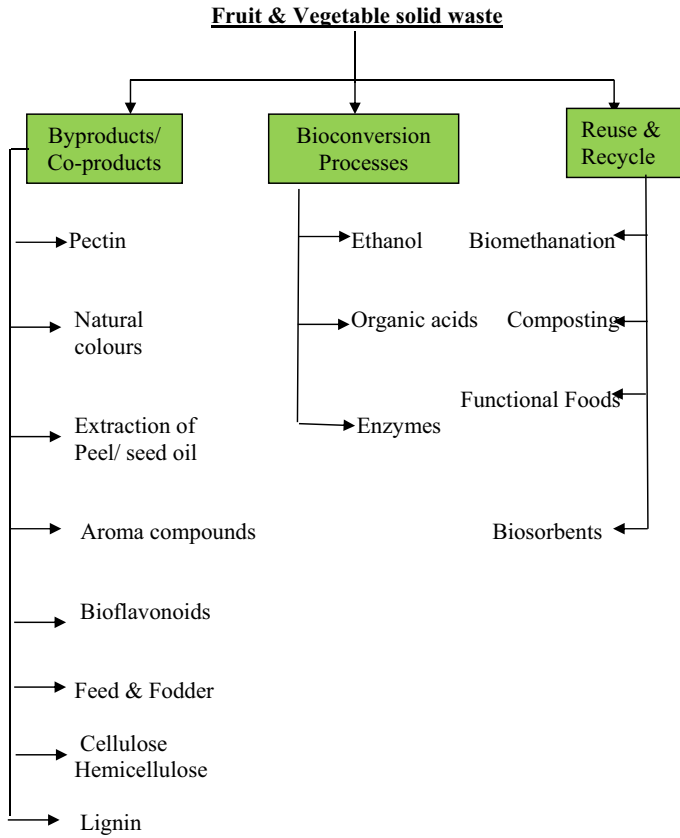 Fruit & Vegetable solid waste
Byproducts/
Co-products
Bioconversion
Processes
Reuse &
Recycle
Pectin
Natural
colours
Extraction of
Peel/ seed oil
Aroma compounds
Bioflavonoids
Feed & Fodder
Cellulose
Hemicellulose
Lignin
Ethanol
Organic acids
Enzymes
Biomethanation
Composting
Functional Foods
Biosorbents